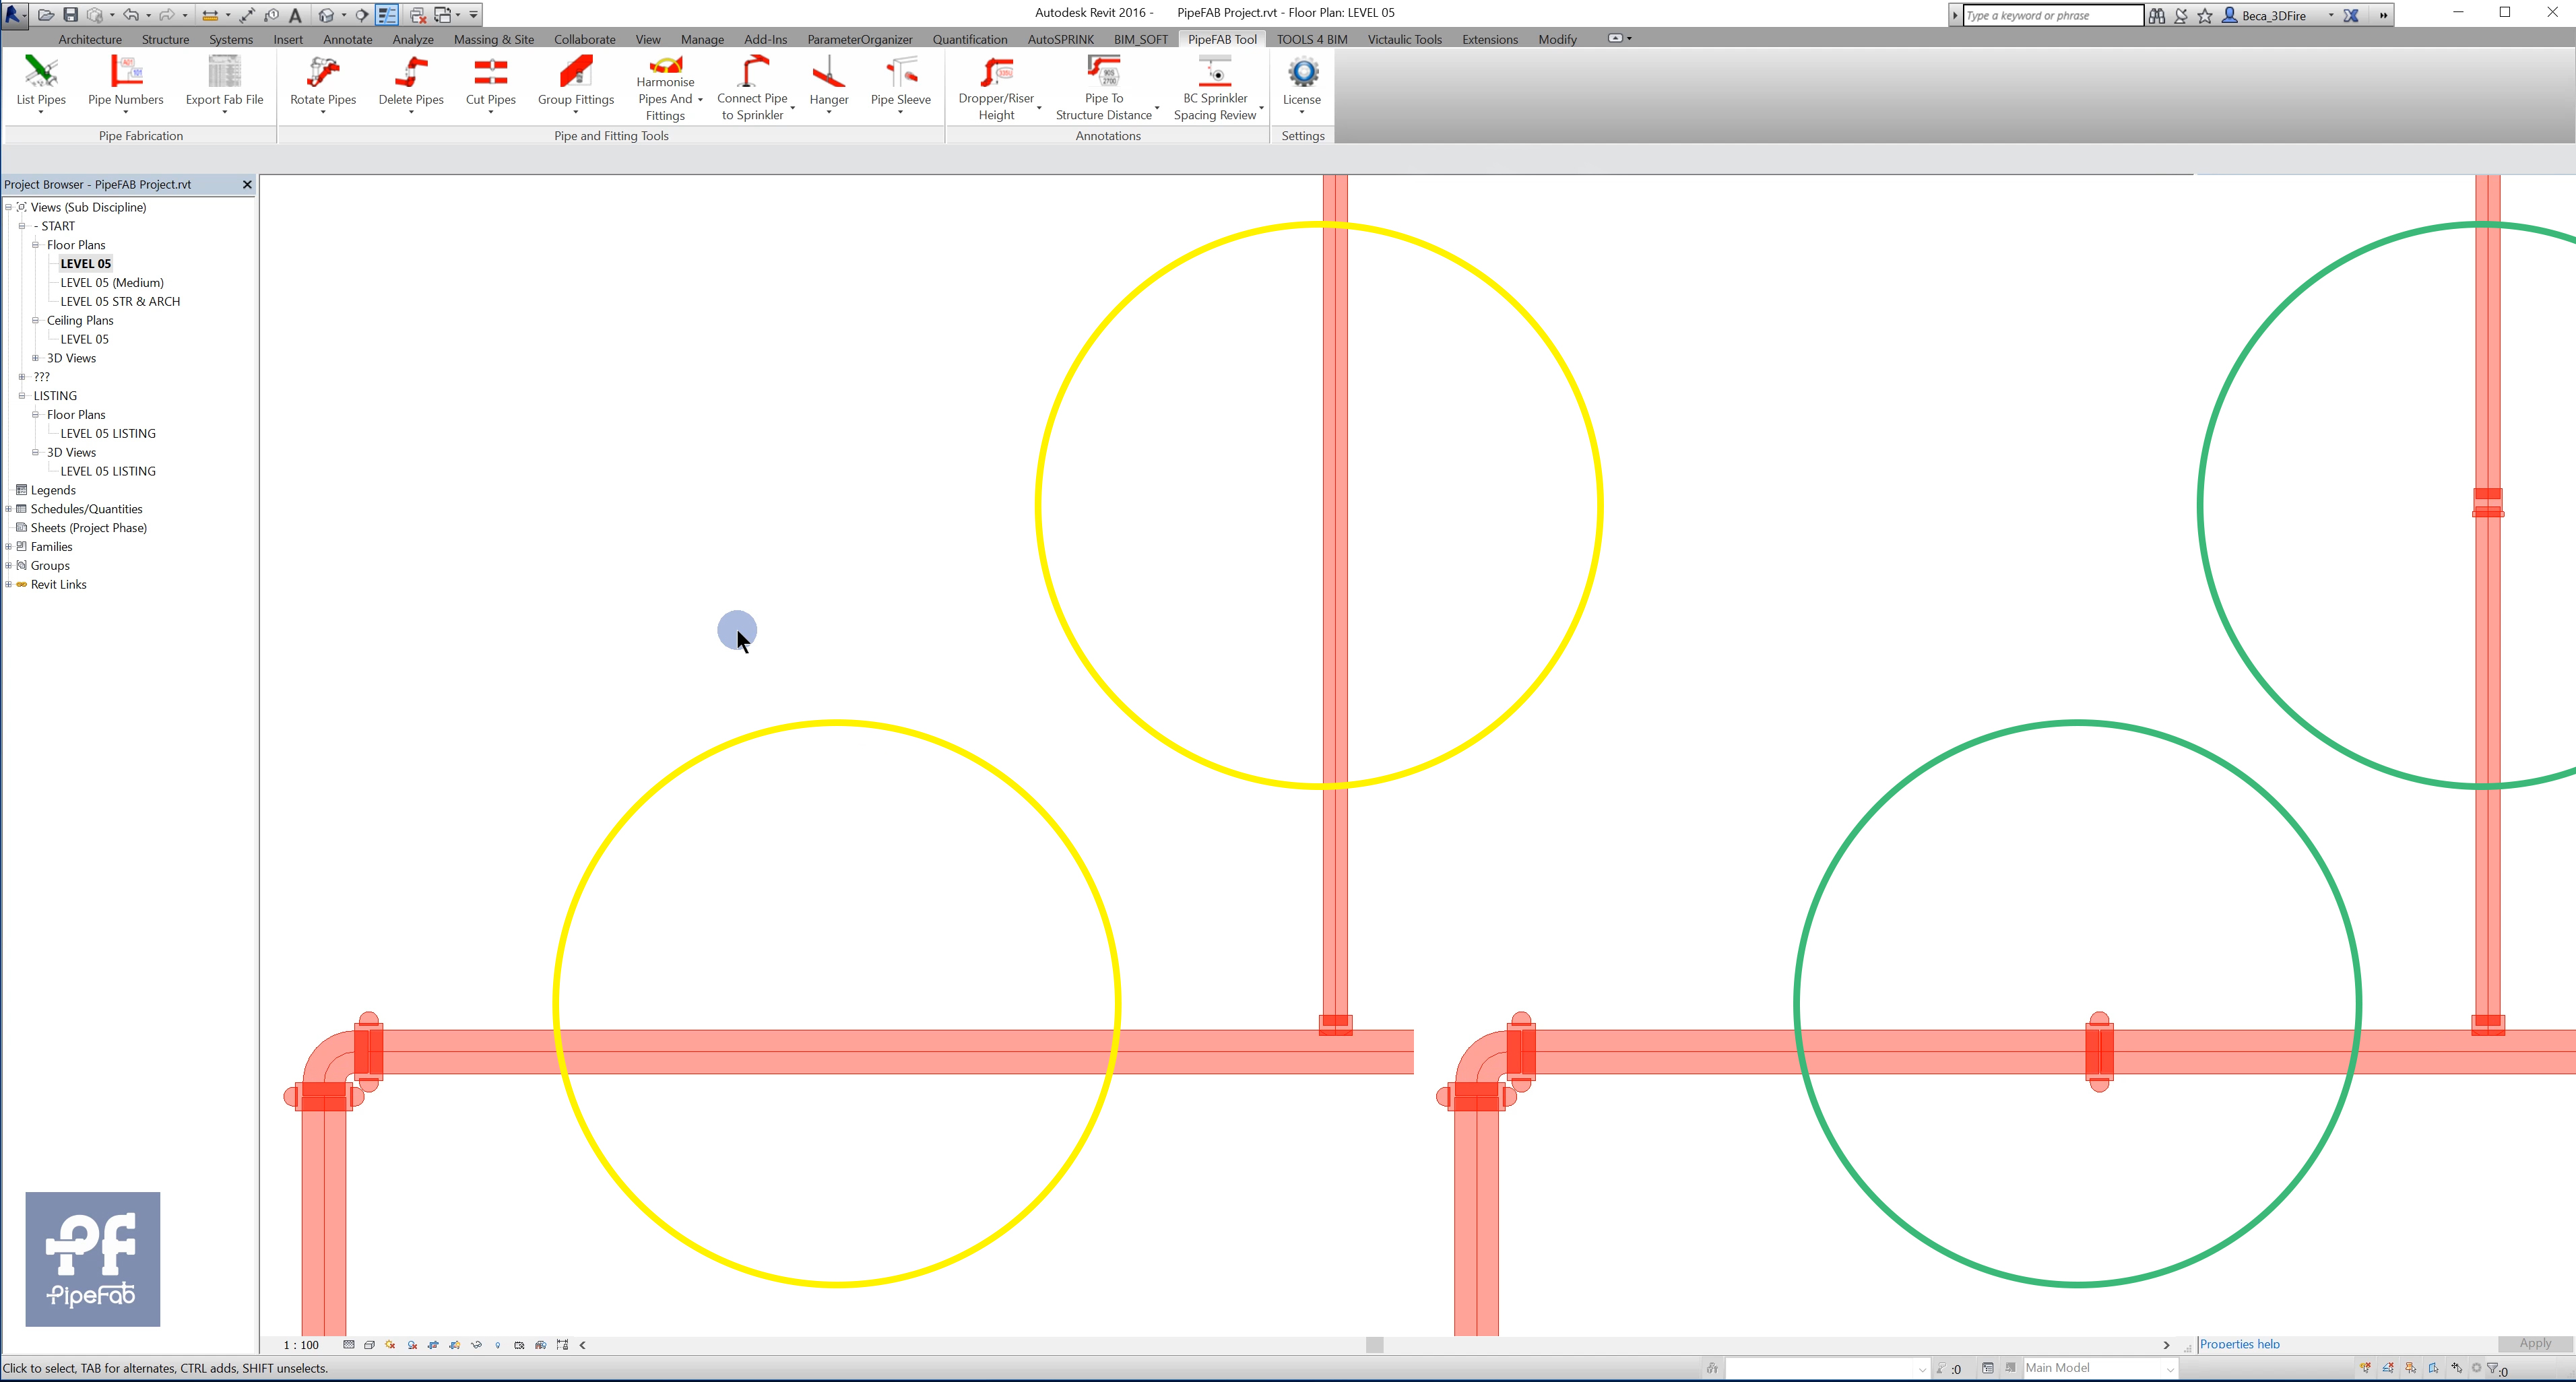 Autodesk Revit 2016 - PipeFAB Project.rvt - Floor Plan: LEVEL 05
Type a keyword or phrase
Beca_3DFire
Architecture Structure Systems Insert Annotate Analyze Massing & Site Collaborate View Manage Add-Ins ParameterOrganizer Quantification AutoSPRINK BIM_SOFT PipeFAB Tool TOOLS 4 BIM Victaulic Tools Extensions Modify
List Pipes
Pipe Numbers
Export Fab File
Rotate Pipes
Delete Pipes
Cut Pipes
Group Fittings
Harmonise
Pipes And
Fittings
Connect Pipe
to Sprinkler
Hanger
Pipe Sleeve
Dropper/Riser
Height
Pipe To
Structure Distance
BC Sprinkler
Spacing Review
License
Pipe Fabrication
Pipe and Fitting Tools
Annotations
Settings
Project Browser - PipeFAB Project.rvt
Views (Sub Discipline)
- START
Floor Plans
LEVEL 05
LEVEL 05 (Medium)
LEVEL 05 STR & ARCH
Ceiling Plans
LEVEL 05
3D Views
???
LISTING
Floor Plans
LEVEL 05 LISTING
3D Views
LEVEL 05 LISTING
Legends
Schedules/Quantities
Sheets (Project Phase)
Families
Groups
Revit Links
PF
PipeFab
1 : 100
Properties help
Apply
Click to select, TAB for alternates, CTRL adds, SHIFT unselects.
:0
Main Model
:0